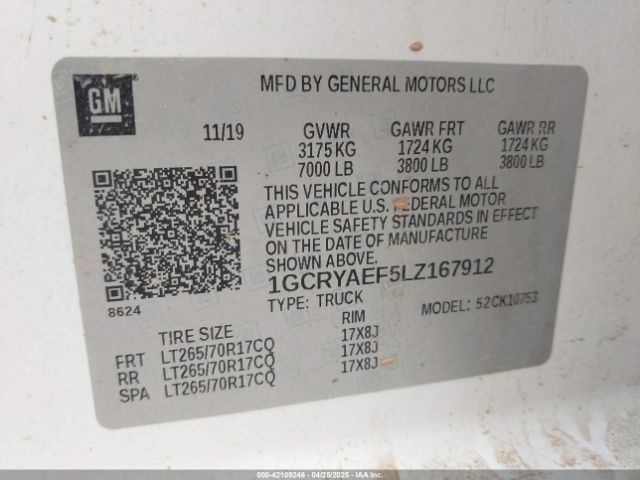 GM
MFD BY GENERAL MOTORS LLC
11/19 GVWR GAWR FRT GAWR RR
3175 KG 1724 KG 1724 KG
7000 LB 3800 LB 3800 LB
THIS VEHICLE CONFORMS TO ALL
APPLICABLE U.S. FEDERAL MOTOR
VEHICLE SAFETY STANDARDS IN EFFECT
ON THE DATE OF MANUFACTURE
SHOWN ABOVE.
1GCRYAEF5LZ167912
8624
TYPE: TRUCK MODEL: 52CK10753
TIRE SIZE RIM
FRT LT265/70R17CQ 17X8J
RR LT265/70R17CQ 17X8J
SPA LT265/70R17CQ 17X8J
000-42109246 - 04/25/2025 - IAA Inc.